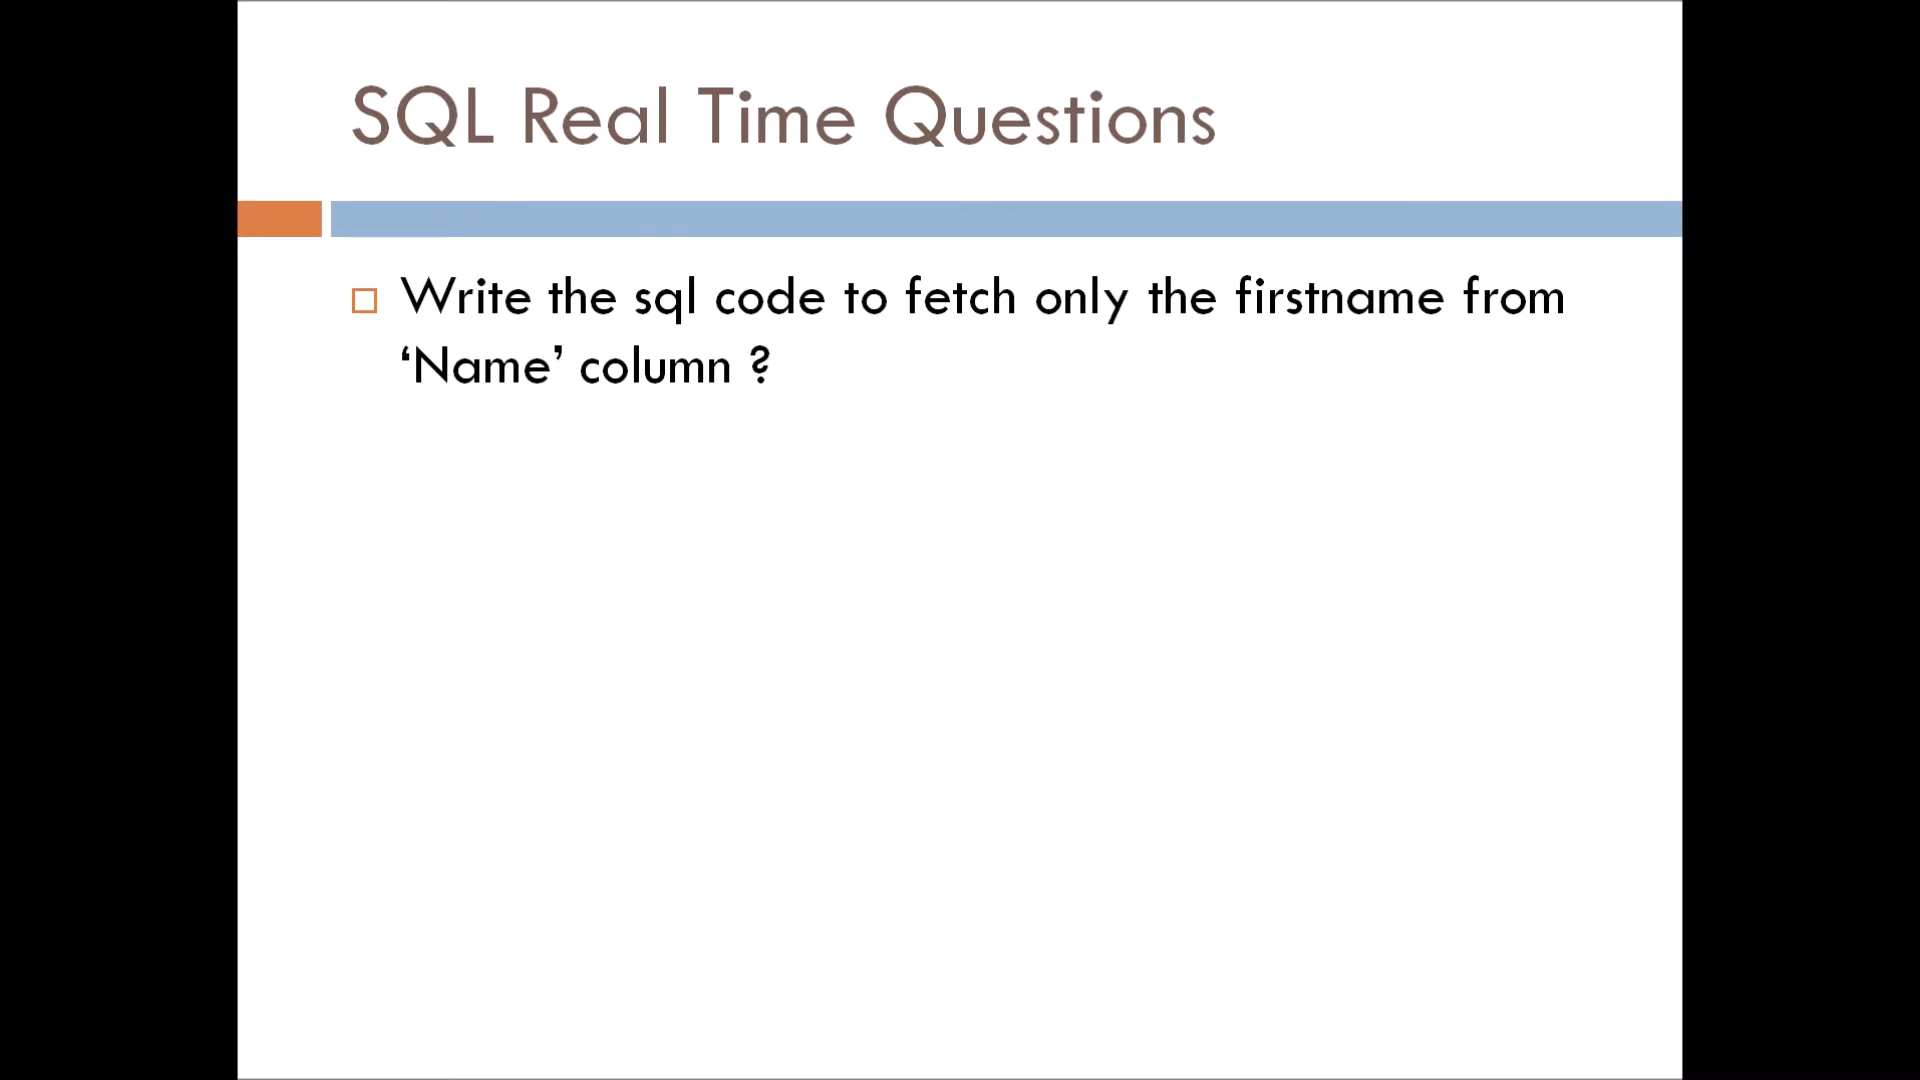 SQL Real Time Questions
Write the sql code to fetch only the firstname from
‘Name’ column ?